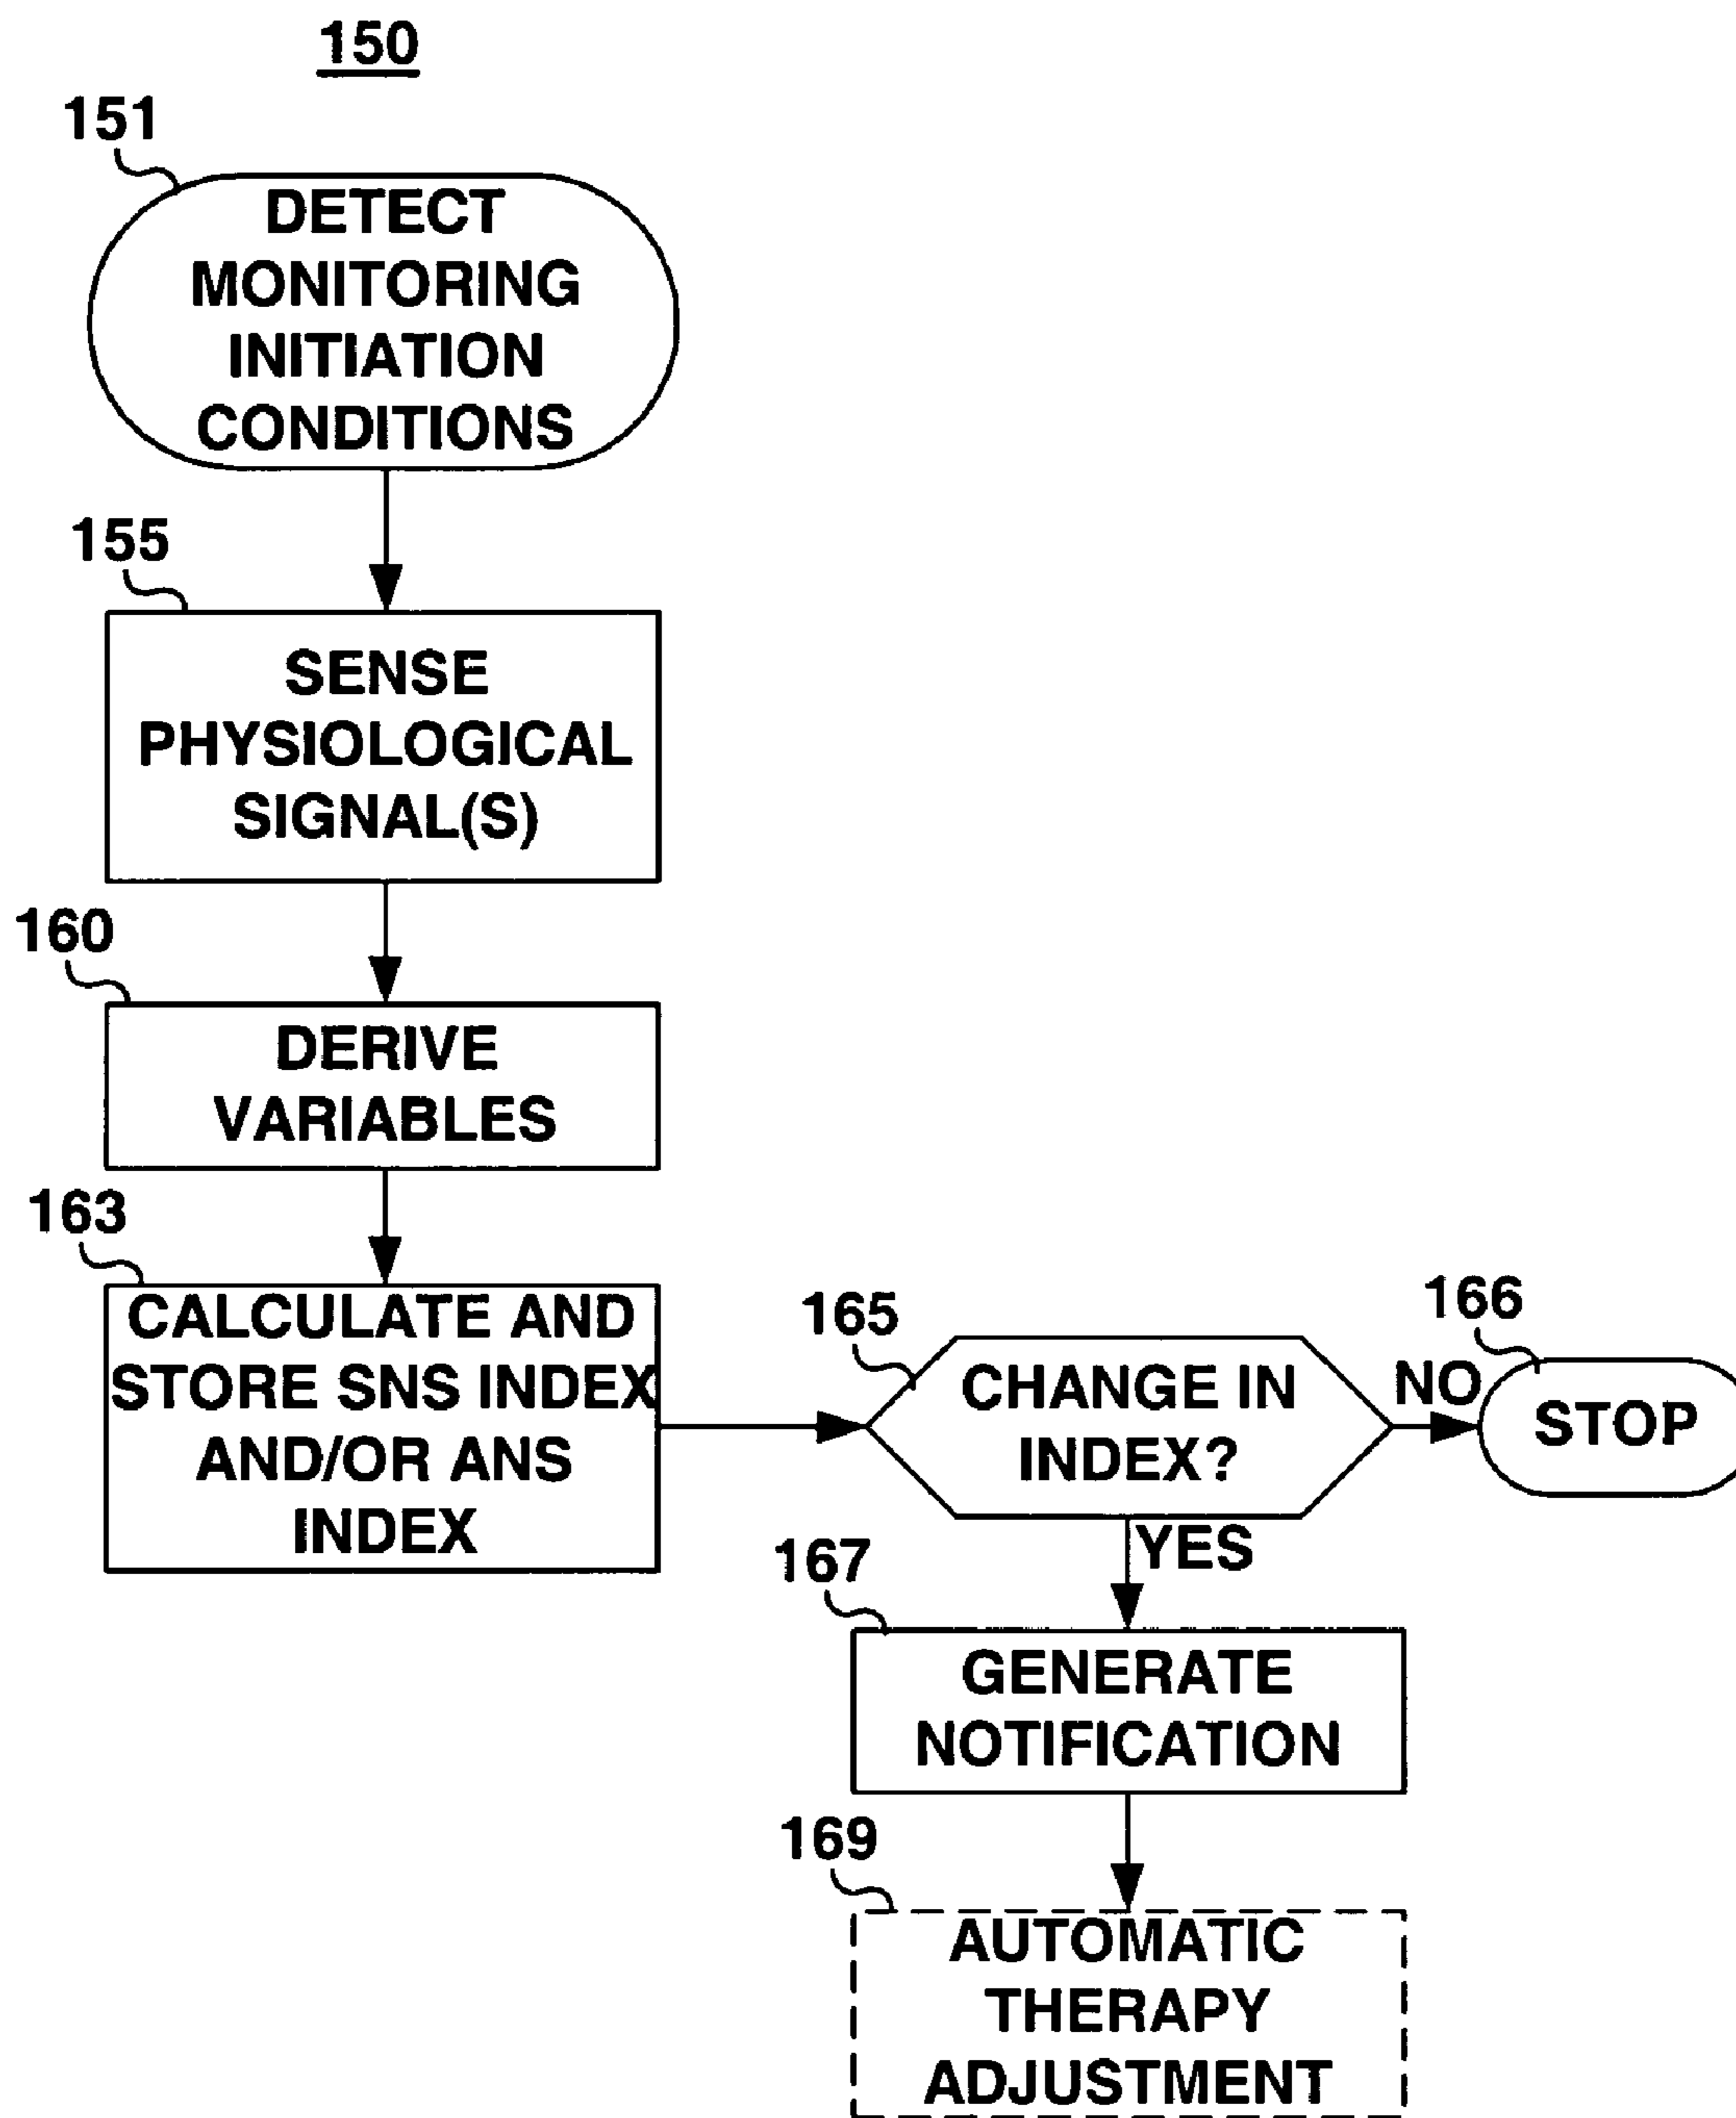 150
151
DETECT
MONITORING
INITIATION
CONDITIONS
155
SENSE
PHYSIOLOGICAL
SIGNAL(S)
160
DERIVE
VARIABLES
163
CALCULATE AND
STORE SNS INDEX
AND/OR ANS
INDEX
165
CHANGE IN
INDEX?
NO
166
STOP
YES
167
GENERATE
NOTIFICATION
169
AUTOMATIC
THERAPY
ADJUSTMENT